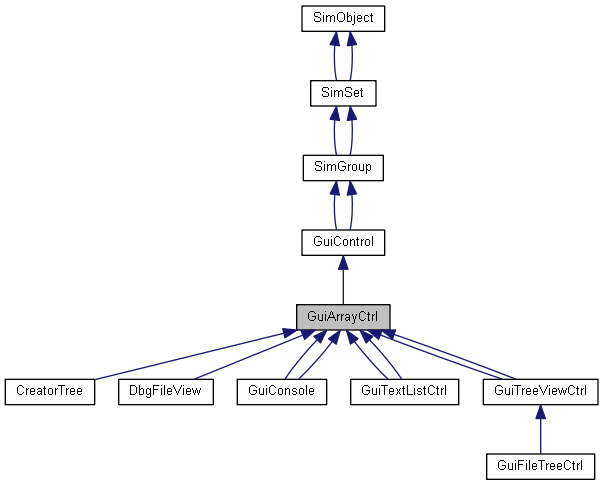 SimObject
SimSet
SimGroup
GuiControl
GuiArrayCtrl
CreatorTree
DbgFileView
GuiConsole
GuiTextListCtrl
GuiTreeViewCtrl
GuiFileTreeCtrl